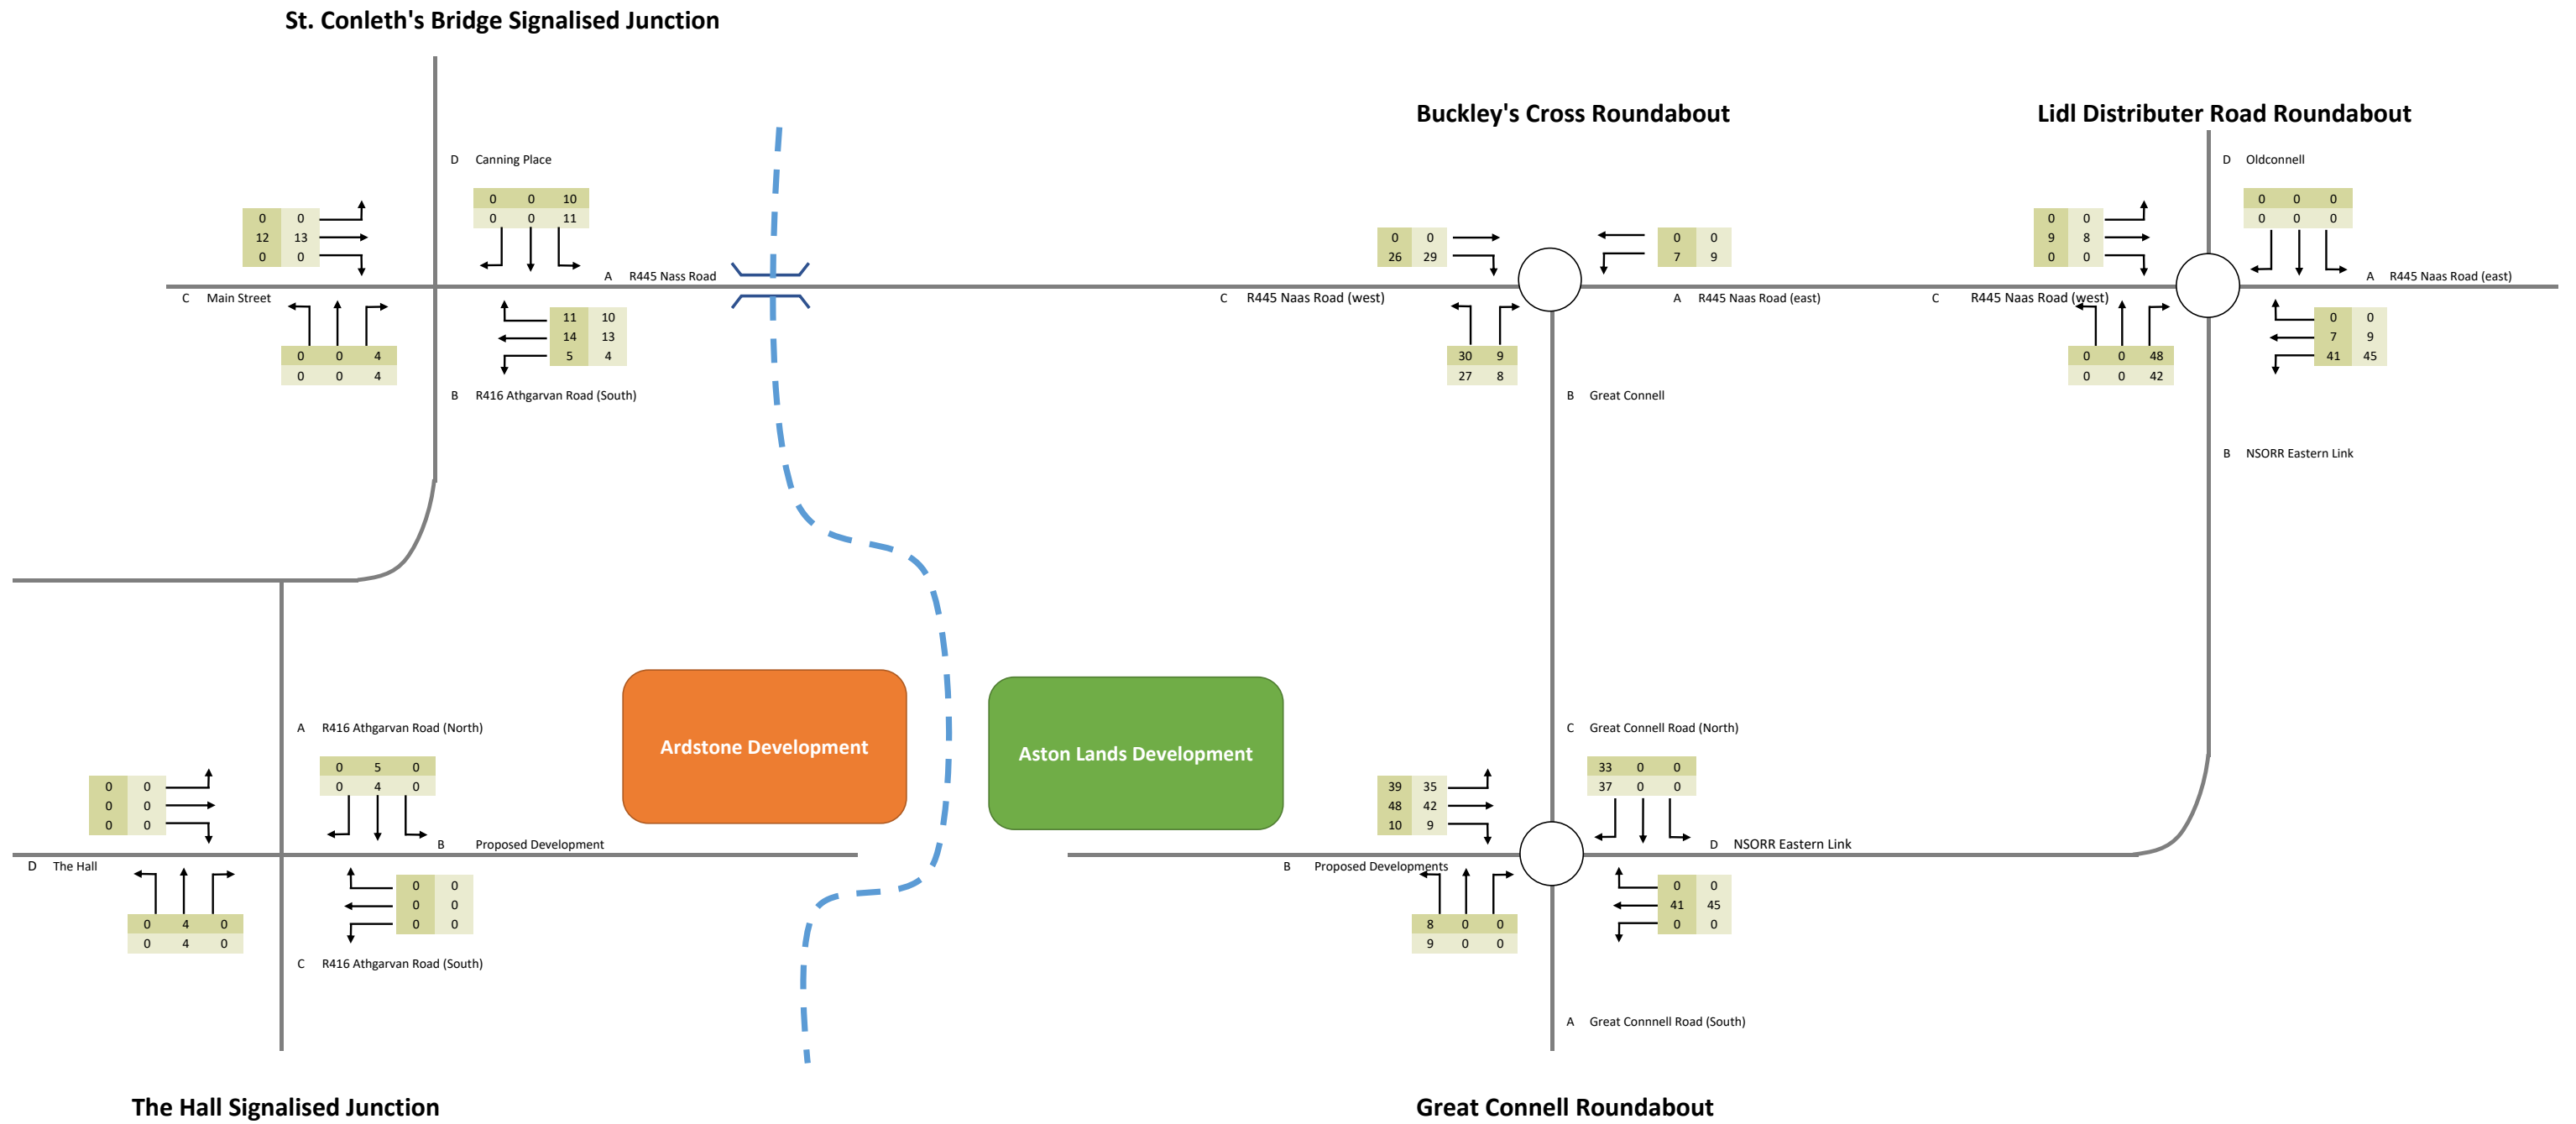 St. Conleth's Bridge Signalised Junction
Buckley's Cross Roundabout
Lidl Distributer Road Roundabout
D Canning Place
0 0 10
0 0 11
0 0
12 13
0 0
A R445 Nass Road
C Main Street
11 10
14 13
5 4
0 0 4
0 0 4
B R416 Athgarvan Road (South)
0 0
26 29
0 0
7 9
C R445 Naas Road (west)
A R445 Naas Road (east)
30 9
27 8
B Great Connell
D Oldconnell
0 0 0
0 0 0
0 0
9 8
0 0
A R445 Naas Road (east)
C R445 Naas Road (west)
0 0
7 9
41 45
0 0 48
0 0 42
B NSORR Eastern Link
Ardstone Development
Aston Lands Development
A R416 Athgarvan Road (North)
0 5 0
0 4 0
0 0
0 0
0 0
B Proposed Development
D The Hall
0 0
0 0
0 0
0 4 0
0 4 0
C R416 Athgarvan Road (South)
C Great Connell Road (North)
33 0 0
37 0 0
39 35
48 42
10 9
D NSORR Eastern Link
B Proposed Developments
0 0
41 45
0 0
8 0 0
9 0 0
A Great Connnell Road (South)
The Hall Signalised Junction
Great Connell Roundabout